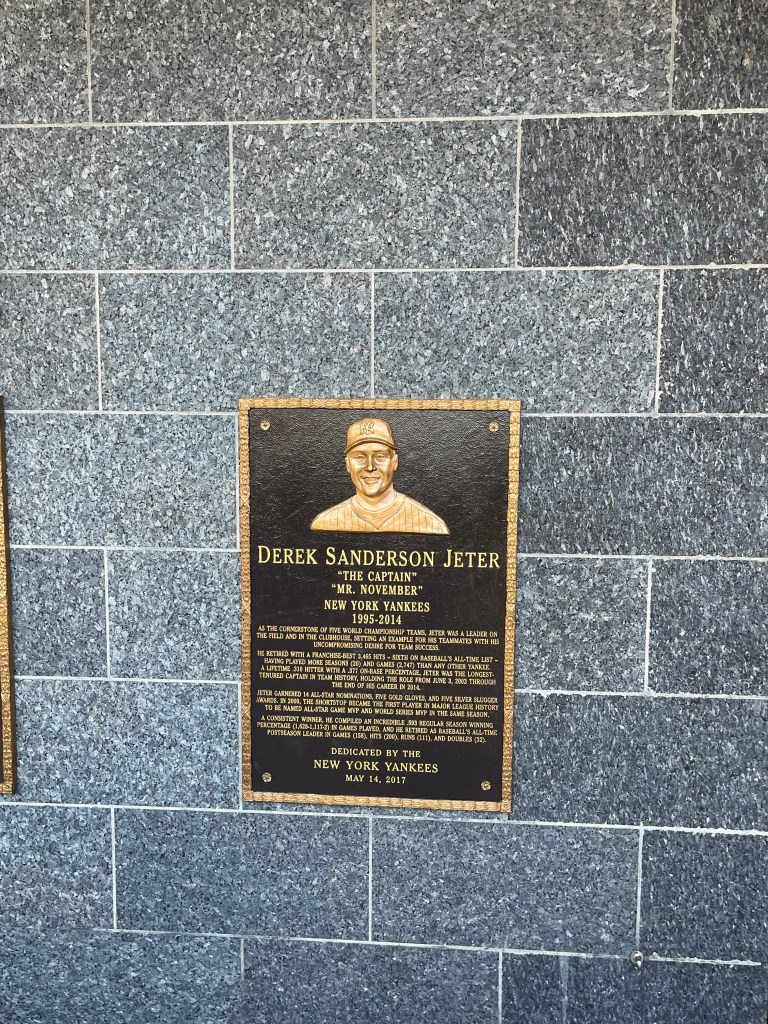 DEREK SANDERSON JETER
"THE CAPTAIN"
"MR. NOVEMBER"
NEW YORK YANKEES
1995-2014
AS THE CORNERSTONE OF FIVE WORLD CHAMPIONSHIP TEAMS, JETER WAS A LEADER ON
THE FIELD AND IN THE CLUBHOUSE, SETTING AN EXAMPLE FOR HIS TEAMMATES WITH HIS
UNCOMPROMISING DESIRE FOR TEAM SUCCESS.
HE RETIRED WITH A FRANCHISE-BEST 3,465 HITS – SIXTH ON BASEBALL'S ALL-TIME LIST –
HAVING PLAYED MORE SEASONS (20) AND GAMES (2,747) THAN ANY OTHER YANKEE.
A LIFETIME .310 HITTER WITH A .377 ON-BASE PERCENTAGE, JETER WAS THE LONGEST-
TENURED CAPTAIN IN TEAM HISTORY, HOLDING THE ROLE FROM JUNE 3, 2003 THROUGH
THE END OF HIS CAREER IN 2014.
JETER GARNERED 14 ALL-STAR NOMINATIONS, FIVE GOLD GLOVES, AND FIVE SILVER SLUGGER
AWARDS. IN 2000, THE SHORTSTOP BECAME THE FIRST PLAYER IN MAJOR LEAGUE HISTORY
TO BE NAMED ALL-STAR GAME MVP AND WORLD SERIES MVP IN THE SAME SEASON.
A CONSISTENT WINNER, HE COMPILED AN INCREDIBLE .593 REGULAR SEASON WINNING
PERCENTAGE (1,628-1,117-2) IN GAMES PLAYED, AND HE RETIRED AS BASEBALL'S ALL-TIME
POSTSEASON LEADER IN GAMES (158), HITS (200), RUNS (111), AND DOUBLES (32).
DEDICATED BY THE
NEW YORK YANKEES
MAY 14, 2017